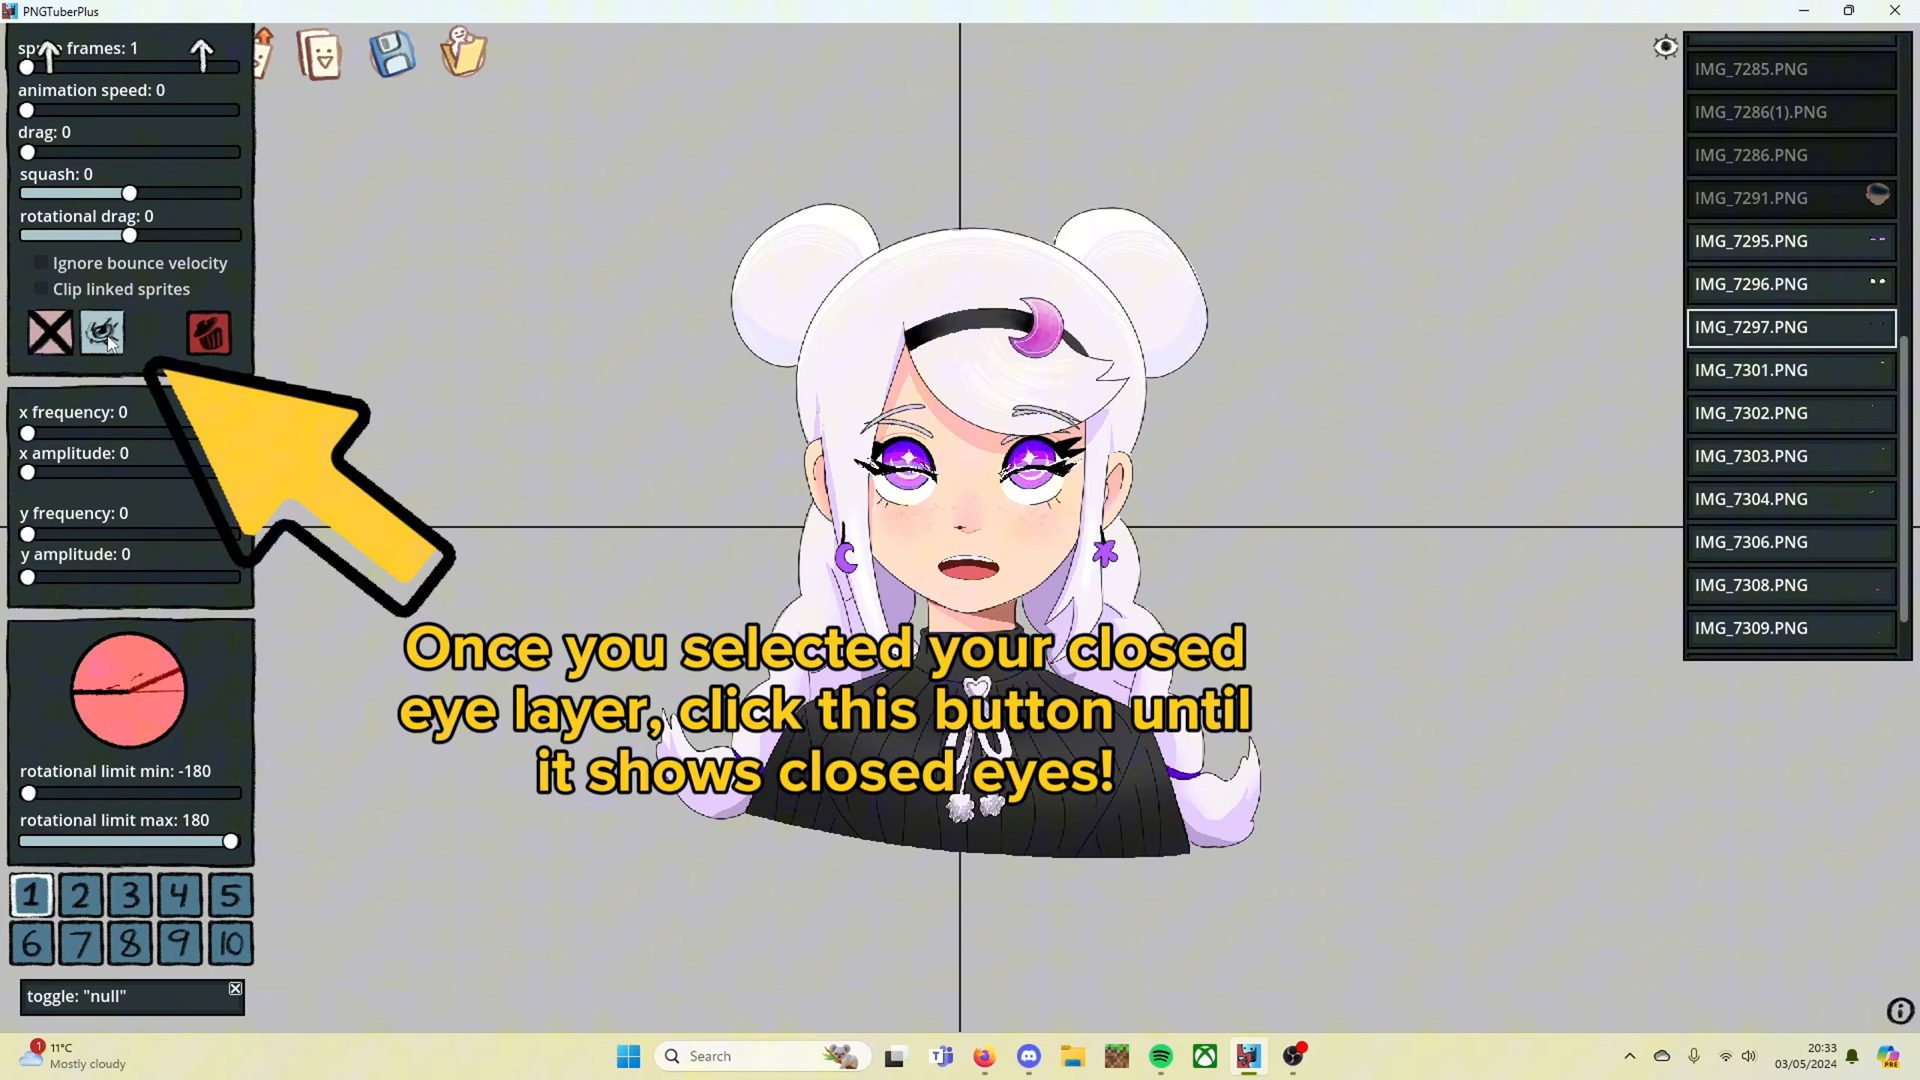 PNGTuberPlus
frames: 1
animation speed: 0
drag: 0
squash: 0
rotational drag: 0
Ignore bounce velocity
Clip linked sprites
x frequency: 0
x amplitude: 0
y frequency: 0
y amplitude: 0
rotational limit min: -180
rotational limit max: 180
1 2 3 4 5
6 7 8 9 10
toggle: "null"
Once you selected your closed
eye layer, click this button until
it shows closed eyes!
IMG_7285.PNG
IMG_7286(1).PNG
IMG_7286.PNG
IMG_7291.PNG
IMG_7295.PNG
IMG_7296.PNG
IMG_7297.PNG
IMG_7301.PNG
IMG_7302.PNG
IMG_7303.PNG
IMG_7304.PNG
IMG_7306.PNG
IMG_7308.PNG
IMG_7309.PNG
1
11°C
Mostly cloudy
Search
20:33
03/05/2024
PRE